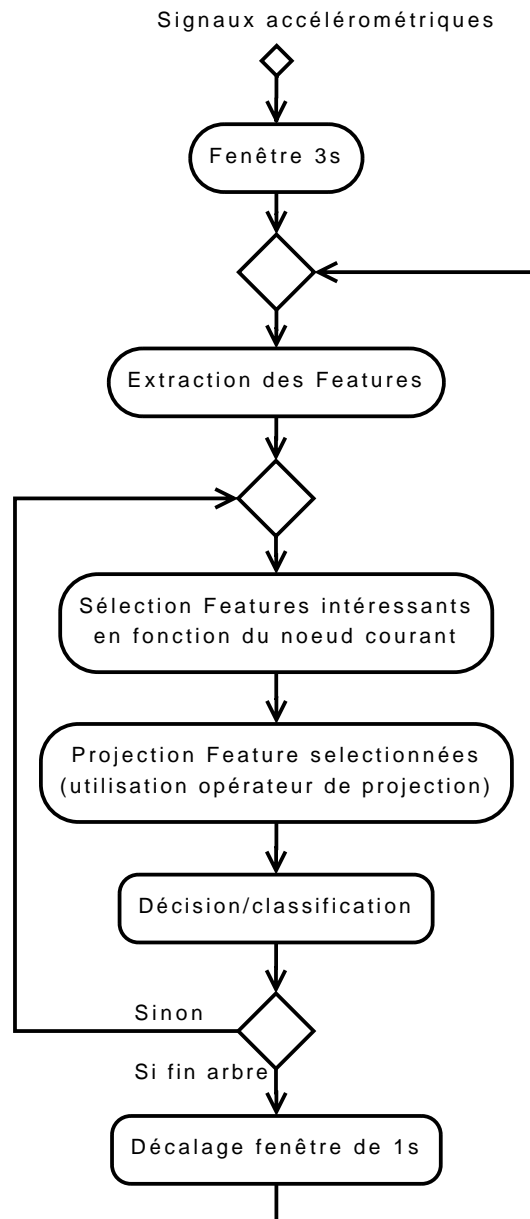 Signaux accélérométriques
Fenêtre 3s
Extraction des Features
Sélection Features intéressants
en fonction du noeud courant
Projection Feature selectionnées
(utilisation opérateur de projection)
Décision/classification
Sinon
Si fin arbre
Décalage fenêtre de 1s